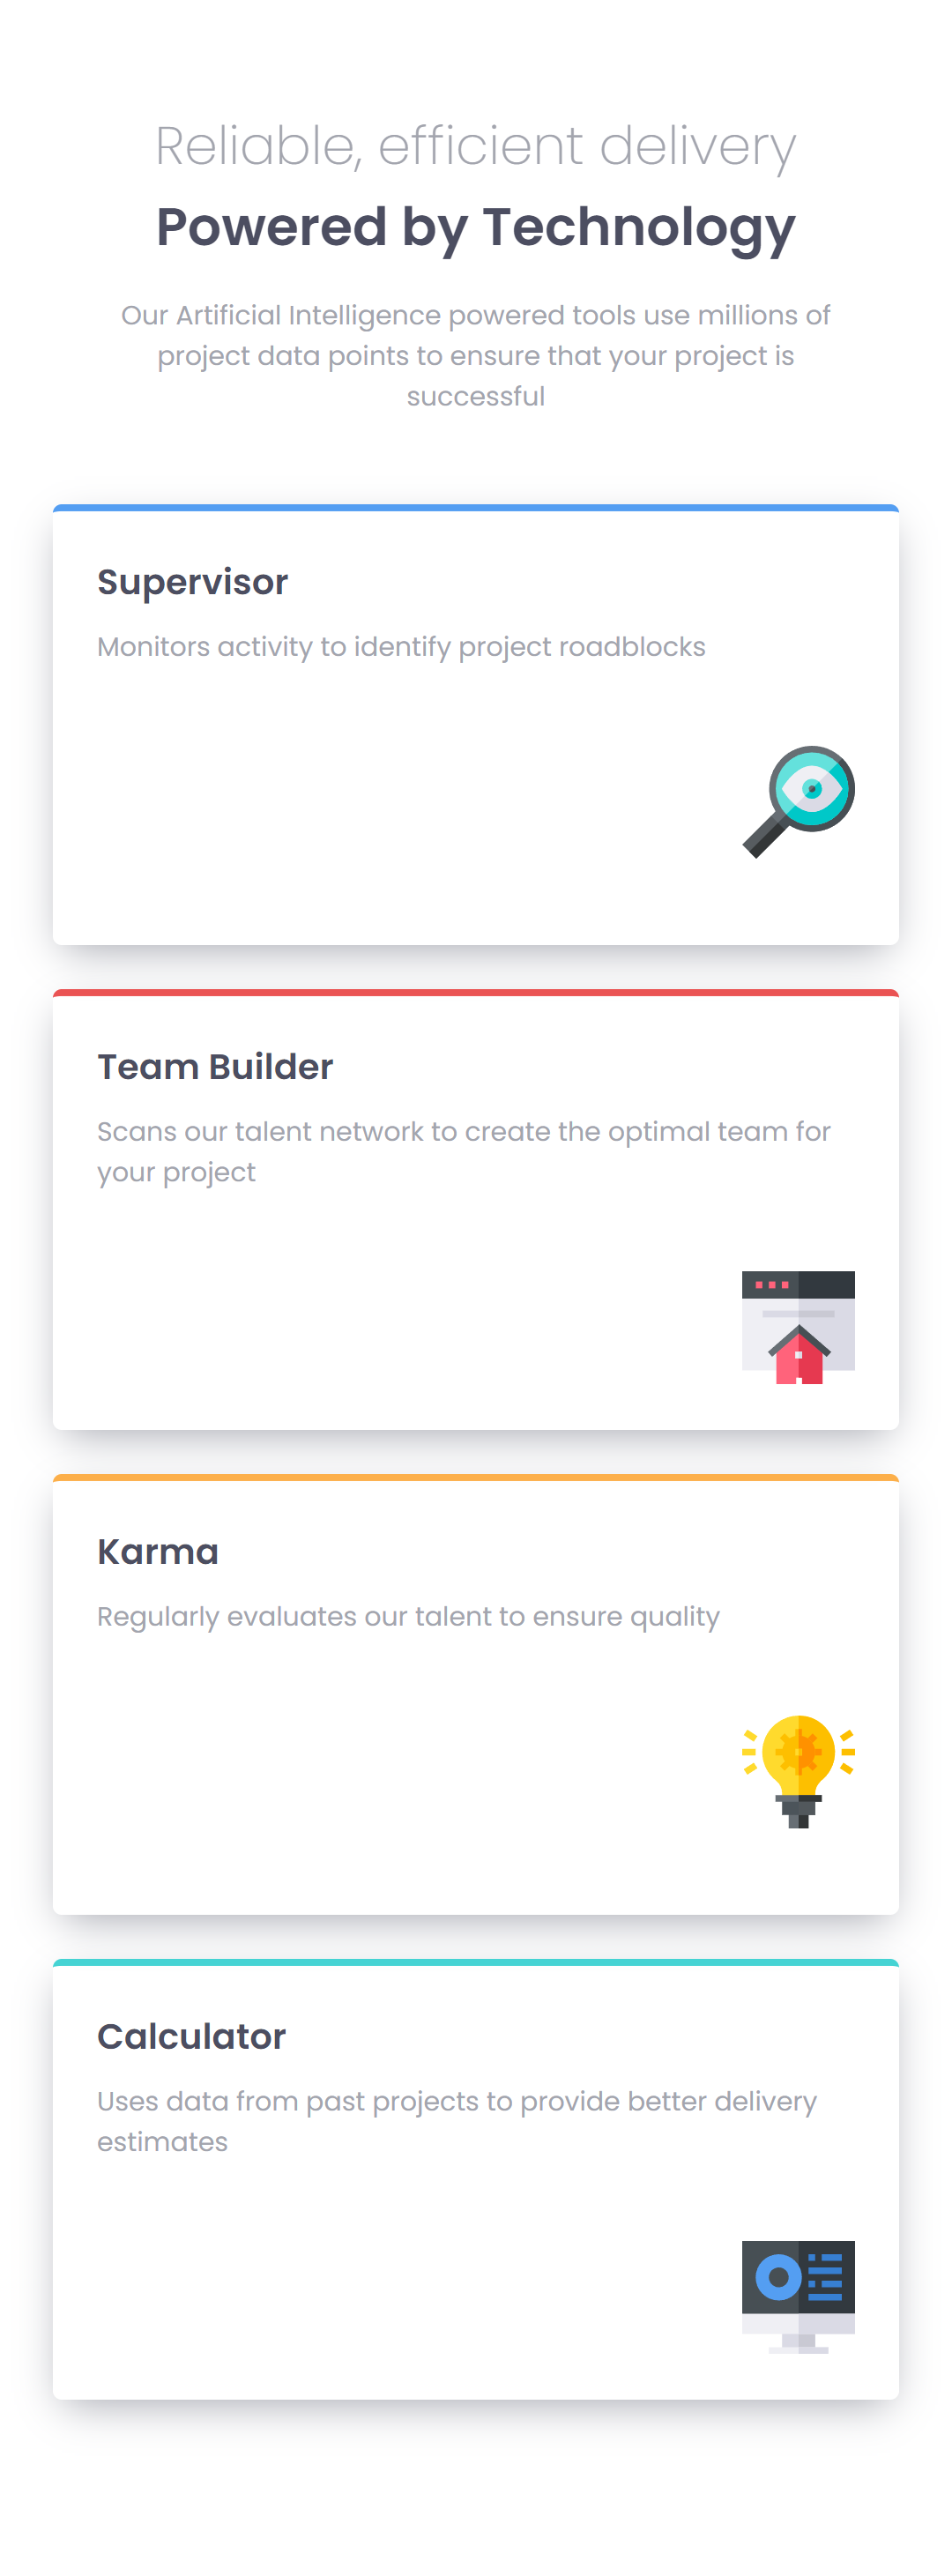 Reliable, efficient delivery
Powered by Technology
Our Artificial Intelligence powered tools use millions of
project data points to ensure that your project is
successful
Supervisor
Monitors activity to identify project roadblocks
Team Builder
Scans our talent network to create the optimal team for
your project
Karma
Regularly evaluates our talent to ensure quality
Calculator
Uses data from past projects to provide better delivery
estimates